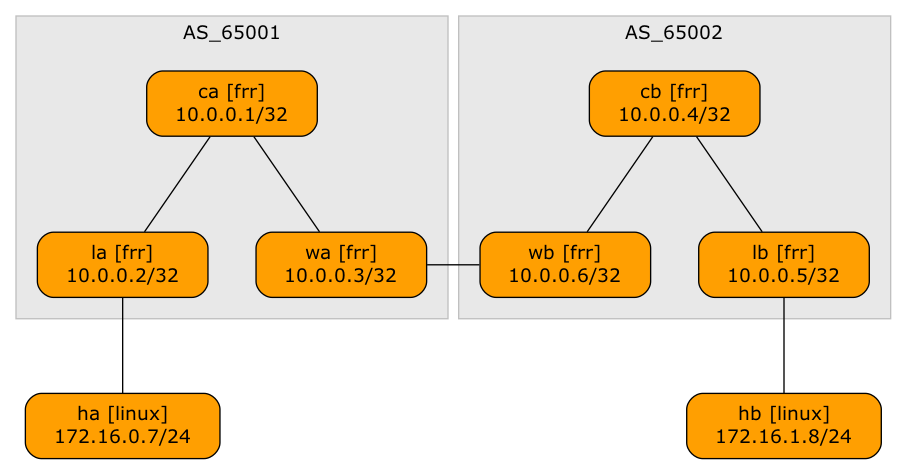 AS_65001
AS_65002
ca [frr]
10.0.0.1/32
cb [frr]
10.0.0.4/32
la [frr]
10.0.0.2/32
wa [frr]
10.0.0.3/32
wb [frr]
10.0.0.6/32
lb [frr]
10.0.0.5/32
ha [linux]
172.16.0.7/24
hb [linux]
172.16.1.8/24